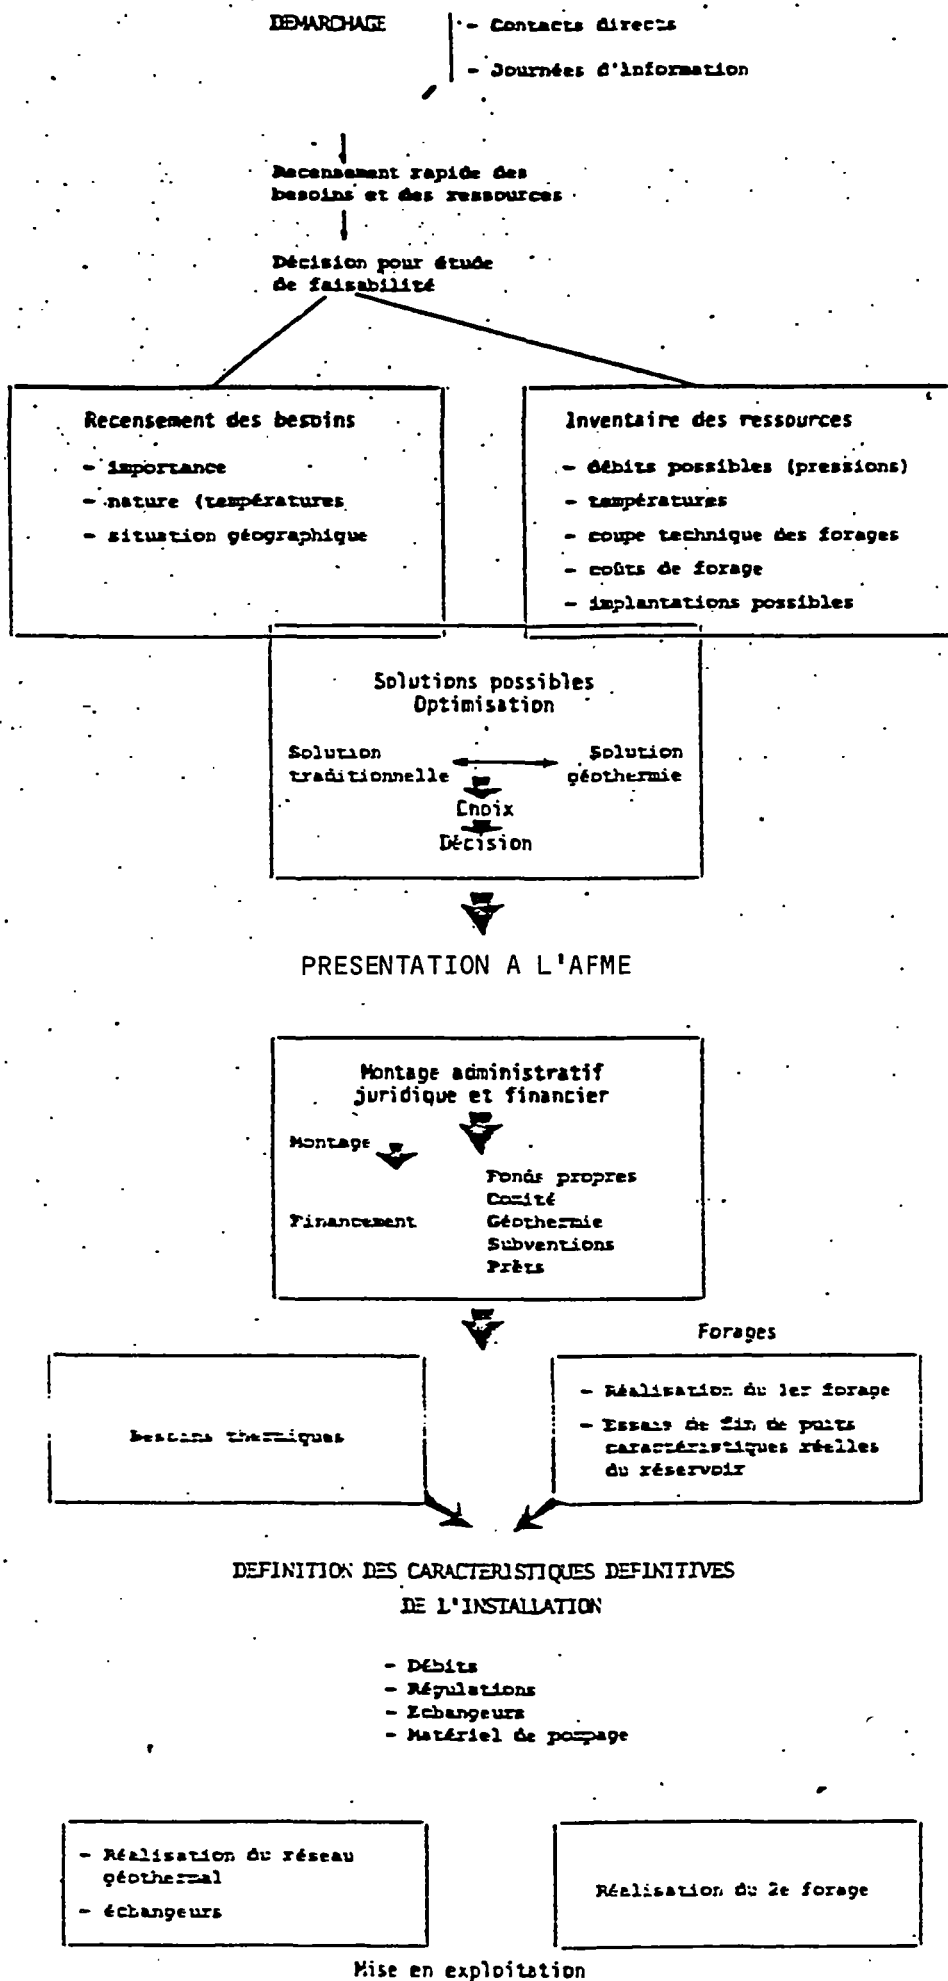 DEMARCHAGE
- Contacts directs
- Journées d'information
Recensement rapide des
besoins et des ressources
Décision pour étude
de faisabilité
Recensement des besoins
- importance
- nature (températures
- situation géographique
Inventaire des ressources
- débits possibles (pressions)
- températures
- coupe technique des forages
- coûts de forage
- implantations possibles
Solutions possibles
Optimisation
Solution
traditionnelle
Solution
géothermie
Choix
Décision
PRESENTATION A L'AFME
Montage administratif
juridique et financier
Montage
Financement
Fonds propres
Comité
Géothermie
Subventions
Prêts
Forages
Besoins thermiques
- Réalisation du 1er forage
- Essais de fin de puits
caractéristiques réelles
du réservoir
DEFINITION DES CARACTERISTIQUES DEFINITIVES
DE L'INSTALLATION
- Débits
- Régulations
- Echangeurs
- Matériel de pompage
- Réalisation du réseau
géothermal
- échangeurs
Réalisation du 2e forage
Mise en exploitation